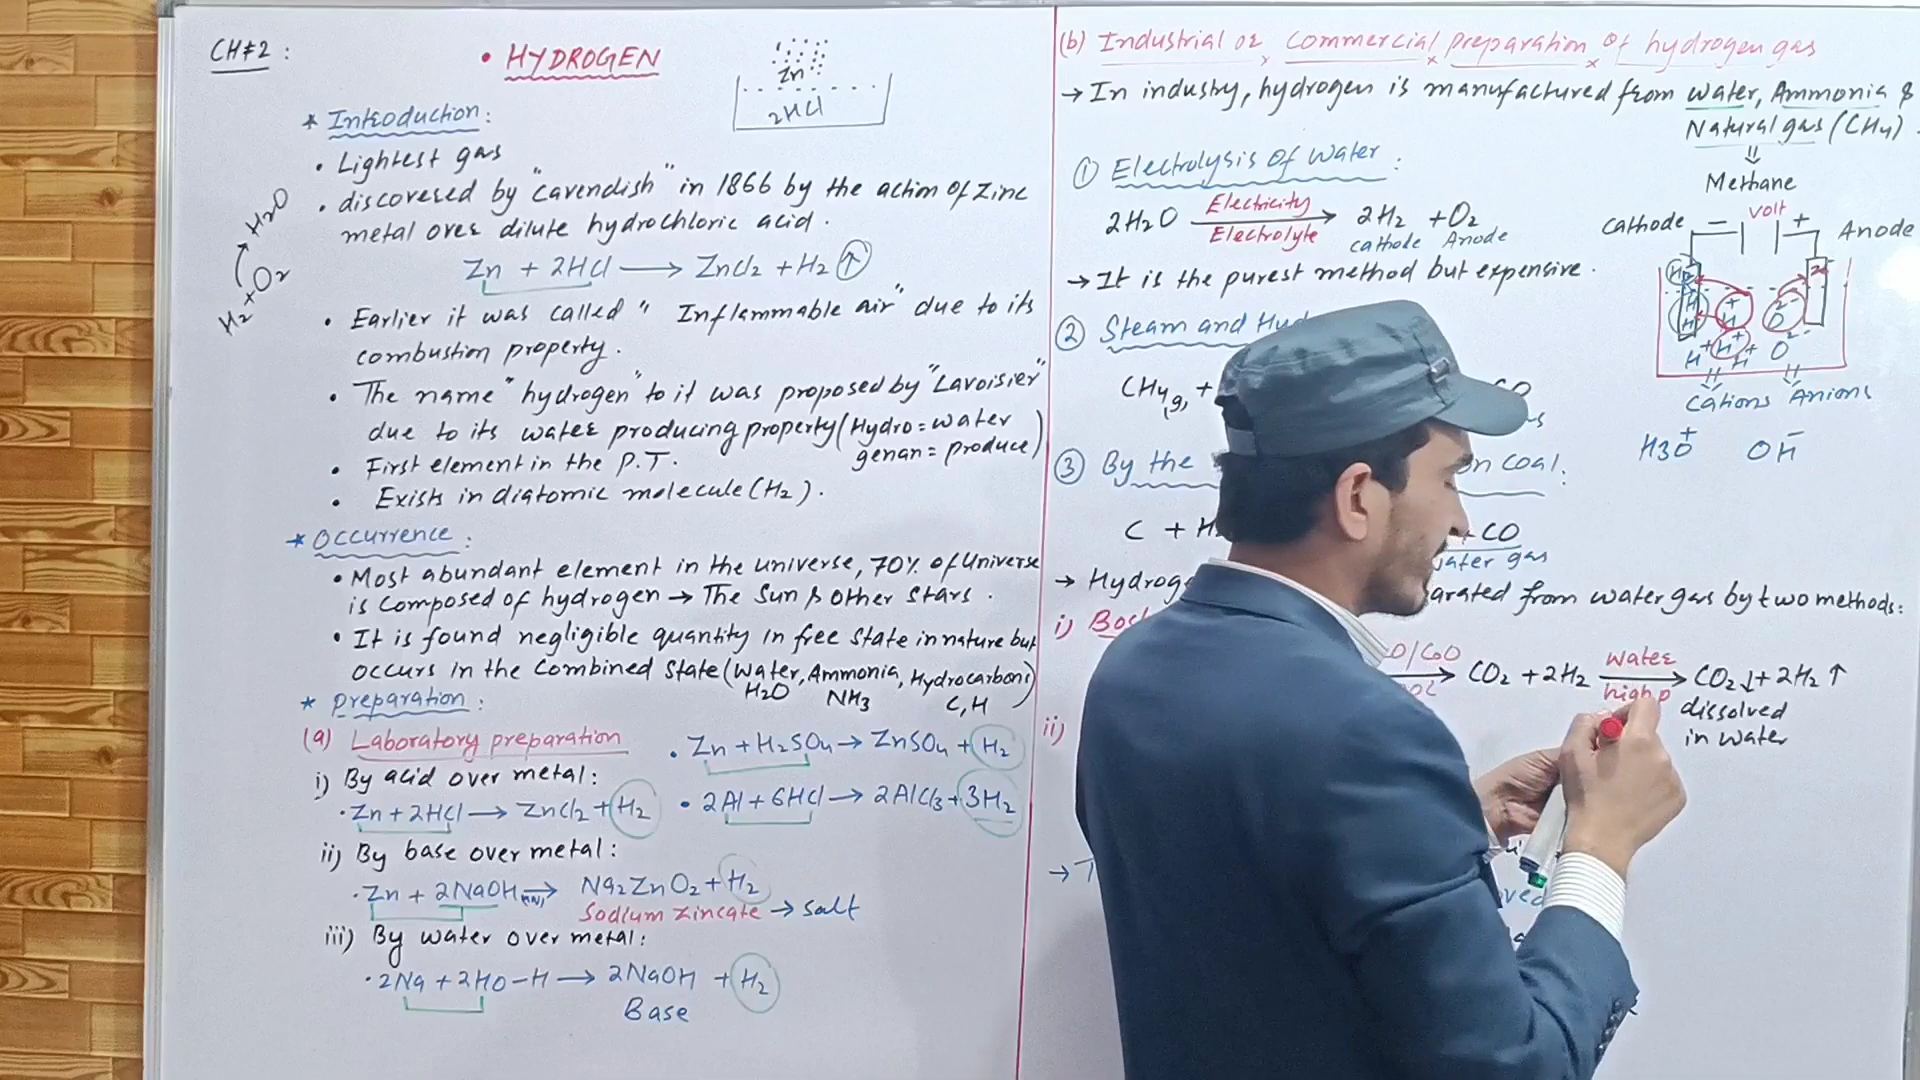 CH#2:
• HYDROGEN
Zn
2HCl
* Introduction:
• Lightest gas
• discovered by "Cavendish" in 1866 by the action of Zinc
metal over dilute hydrochloric acid.
Zn + 2HCl → ZnCl2 + H2 ↑
H2 + O2 → H2O
• Earlier it was called "Inflammable air" due to its
combustion property.
• The name "hydrogen" to it was proposed by "Lavoisier"
due to its water producing property (Hydro = water
genan = produce)
• First element in the P.T.
• Exists in diatomic molecule (H2).
* Occurrence:
• Most abundant element in the universe, 70% of Universe
is composed of hydrogen → The Sun & other stars.
• It is found negligible quantity in free state in nature but
occurs in the combined state (Water, Ammonia, Hydrocarbons)
H2O NH3 C, H
* Preparation:
(a) Laboratory preparation
i) By acid over metal:
• Zn + 2HCl → ZnCl2 + H2
• Zn + H2SO4 → ZnSO4 + H2
• 2Al + 6HCl → 2AlCl3 + 3H2
ii) By base over metal:
• Zn + 2NaOH → Na2ZnO2 + H2
Sodium zincate → salt
iii) By water over metal:
• 2Na + 2HO-H → 2NaOH + H2
Base
(b) Industrial or Commercial preparation of hydrogen gas
→ In industry, hydrogen is manufactured from water, Ammonia &
Natural gas (CH4).
Methane
① Electrolysis of water:
2H2O Electricity Electrolyte → 2H2 + O2
cathode Anode
→ It is the purest method but expensive.
Cathode − Volt + Anode
H2
H H
H+ H+ H+ H+
O2- O2-
Cations Anions
H3O+ OH−
② Steam and
CH4(g) + CO
③ By the on coal:
C + + CO
water gas
→ from water gas by two methods:
i)
→ CO2 + 2H2 water high p → CO2↓ + 2H2 ↑
dissolved
in water
ii)
→